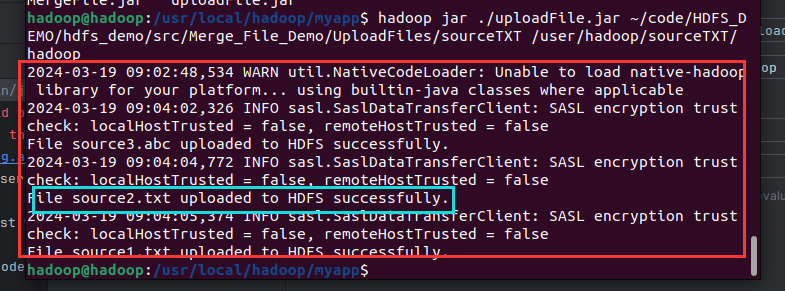 MergeFile.jar uploadFile.jar
hadoop@hadoop:/usr/local/hadoop/myapp$ hadoop jar ./uploadFile.jar ~/code/HDFS_D
EMO/hdfs_demo/src/Merge_File_Demo/UploadFiles/sourceTXT /user/hadoop/sourceTXT/
hadoop
2024-03-19 09:02:48,534 WARN util.NativeCodeLoader: Unable to load native-hadoop
 library for your platform... using builtin-java classes where applicable
2024-03-19 09:04:02,326 INFO sasl.SaslDataTransferClient: SASL encryption trust
check: localHostTrusted = false, remoteHostTrusted = false
File source3.abc uploaded to HDFS successfully.
2024-03-19 09:04:04,772 INFO sasl.SaslDataTransferClient: SASL encryption trust
check: localHostTrusted = false, remoteHostTrusted = false
File source2.txt uploaded to HDFS successfully.
2024-03-19 09:04:05,374 INFO sasl.SaslDataTransferClient: SASL encryption trust
check: localHostTrusted = false, remoteHostTrusted = false
File source1.txt uploaded to HDFS successfully.
hadoop@hadoop:/usr/local/hadoop/myapp$